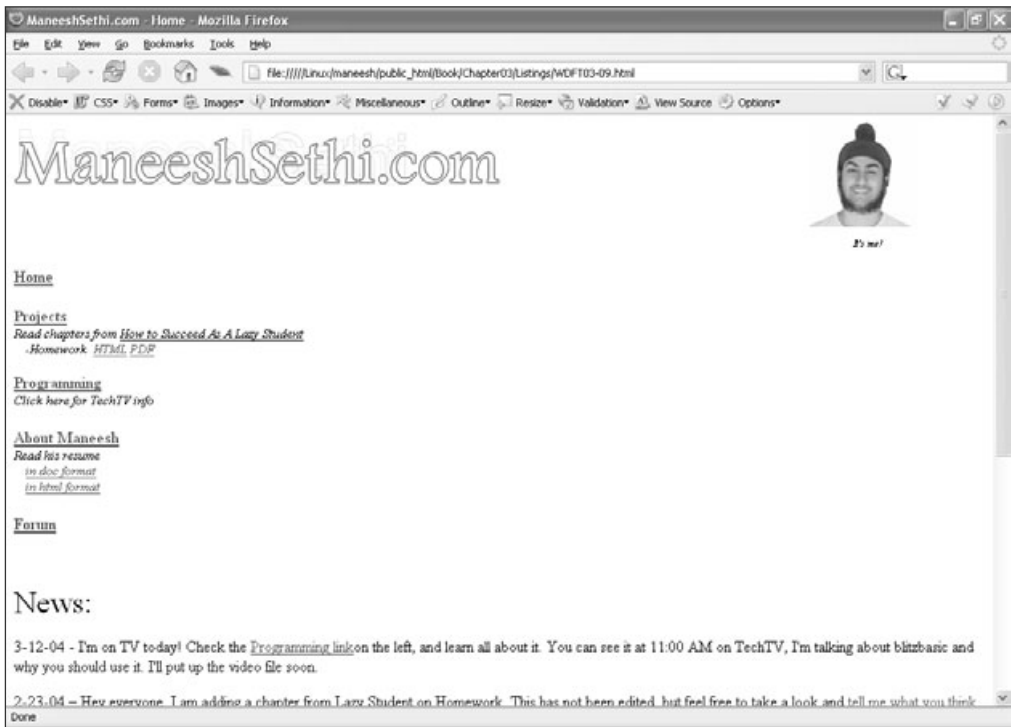 ManeeshSethi.com - Home - Mozilla Firefox
File Edit View Go Bookmarks Tools Help
file://///Linux/maneesh/public_html/Book/Chapter03/Listings/WDFT03-09.html
Disable CSS Forms Images Information Miscellaneous Outline Resize Validation View Source Options
ManeeshSethi.com
It's me!
Home
Projects
Read chapters from How to Succeed As A Lazy Student
-Homework HTML PDF
Programming
Click here for TechTV info
About Maneesh
Read his resume
in doc format
in html format
Forum
News:
3-12-04 - I'm on TV today! Check the Programming linkon the left, and learn all about it. You can see it at 11:00 AM on TechTV, I'm talking about blitzbasic and
why you should use it. I'll put up the video file soon.
2-23-04 – Hey everyone. I am adding a chapter from Lazy Student on Homework. This has not been edited, but feel free to take a look and tell me what you think
Done